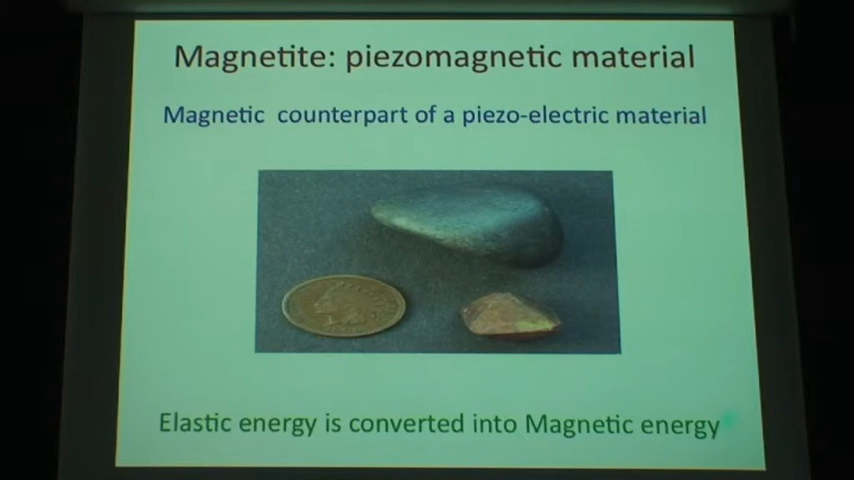 Magnetite: piezomagnetic material
Magnetic counterpart of a piezo-electric material
Elastic energy is converted into Magnetic energy